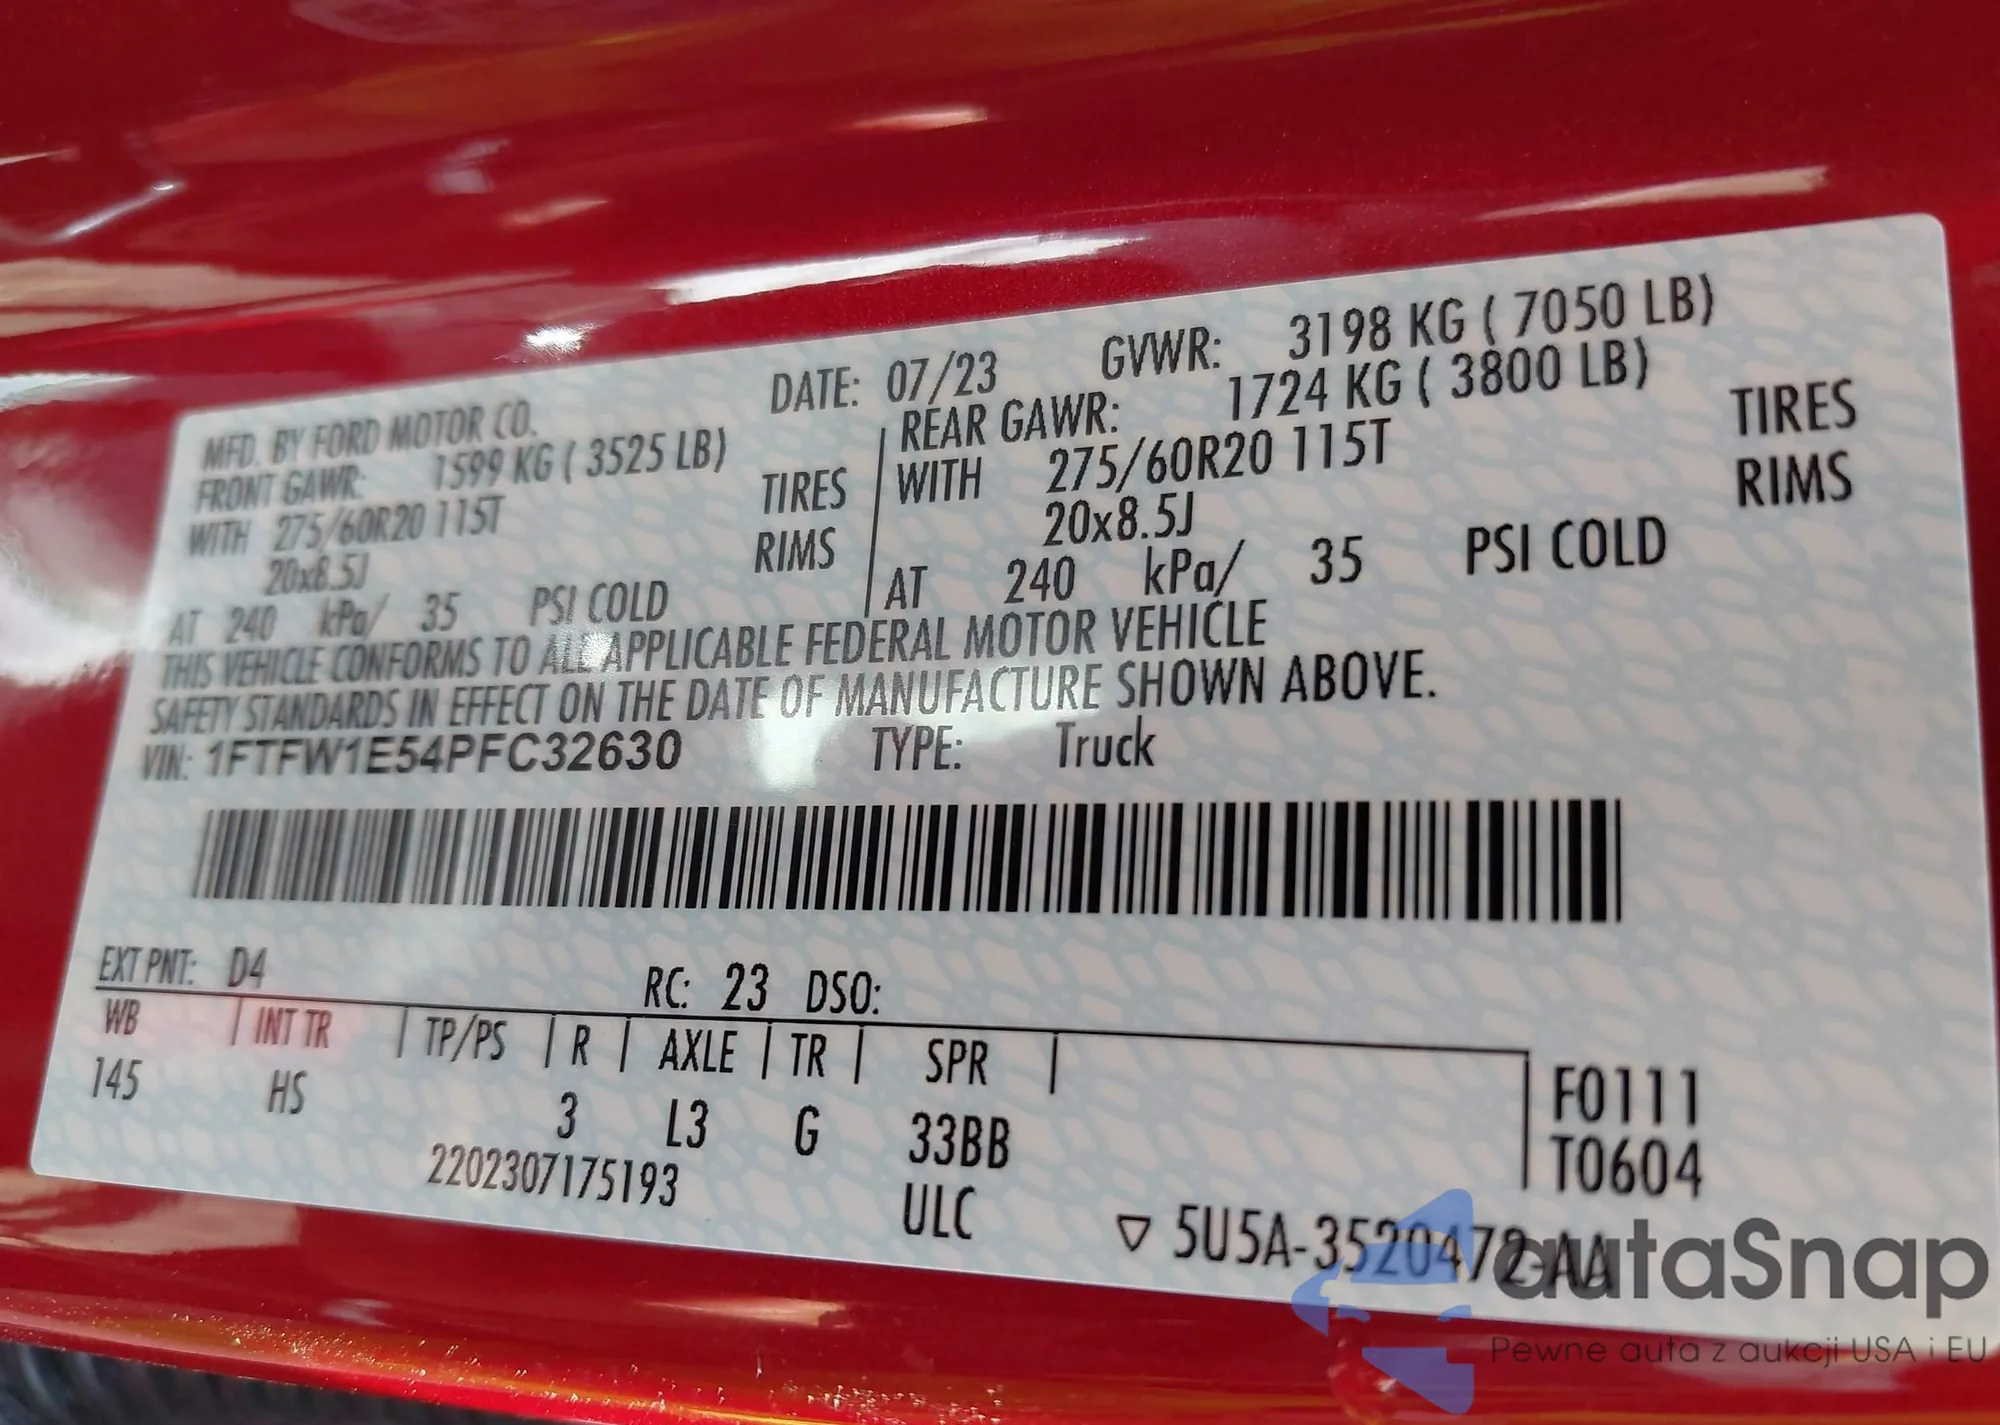 MFD. BY FORD MOTOR CO. DATE: 07/23 GVWR: 3198 KG ( 7050 LB)
FRONT GAWR: 1599 KG ( 3525 LB) REAR GAWR: 1724 KG ( 3800 LB)
WITH 275/60R20 115T TIRES WITH 275/60R20 115T TIRES
20x8.5J RIMS 20x8.5J RIMS
AT 240 kPa/ 35 PSI COLD AT 240 kPa/ 35 PSI COLD
THIS VEHICLE CONFORMS TO ALL APPLICABLE FEDERAL MOTOR VEHICLE
SAFETY STANDARDS IN EFFECT ON THE DATE OF MANUFACTURE SHOWN ABOVE.
VIN: 1FTFW1E54PFC32630 TYPE: Truck
EXT PNT: D4 RC: 23 DSO:
WB INT TR TP/PS R AXLE TR SPR
145 HS 3 L3 G 33BB F0111
2202307175193 ULC T0604
▽ 5U5A-3520472-AA
autaSnap
Pewne auta z aukcji USA i EU